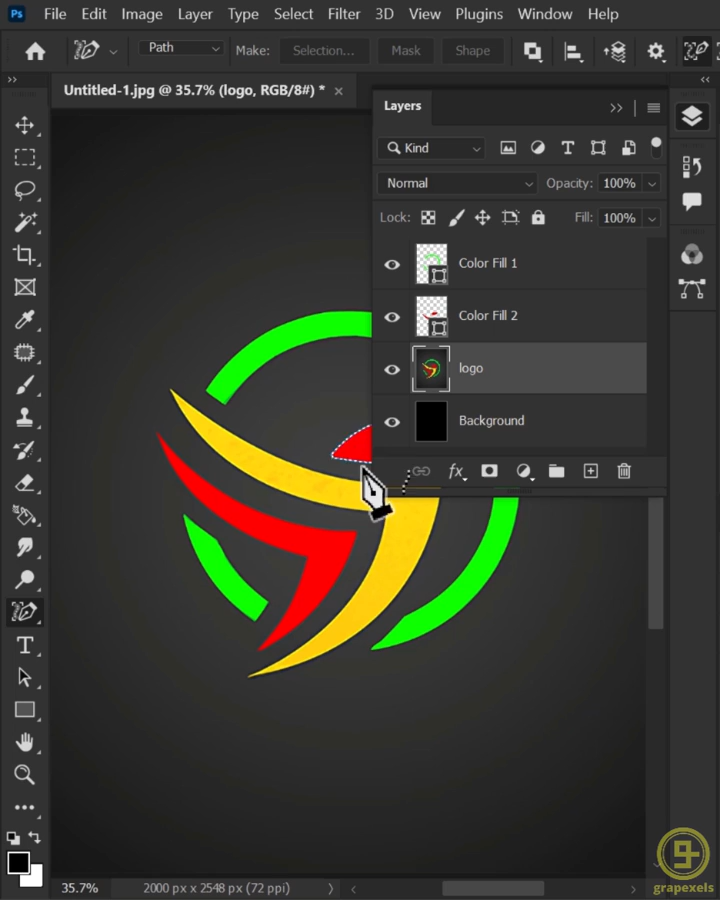 Ps File Edit Image Layer Type Select Filter 3D View Plugins Window Help
Path Make: Selection... Mask Shape
Untitled-1.jpg @ 35.7% (logo, RGB/8#) * ×
Layers
Kind
Normal Opacity: 100%
Lock: Fill: 100%
Color Fill 1
Color Fill 2
logo
Background
fx
T
35.7% 2000 px x 2548 px (72 ppi)
grapexels